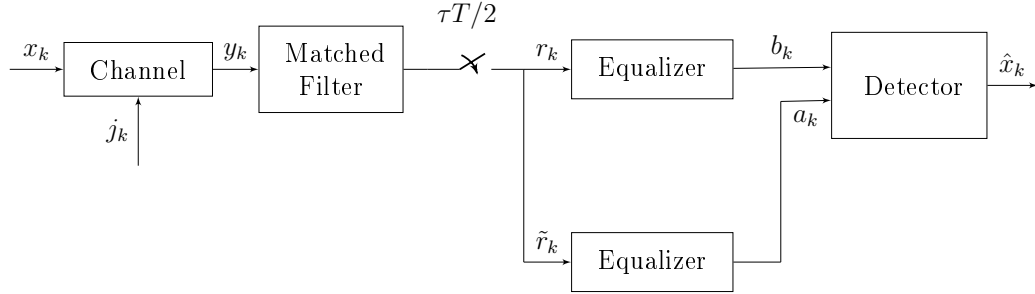 τT/2
x_k
Channel
y_k
Matched
Filter
r_k
Equalizer
b_k
Detector
x̂_k
a_k
j_k
r̃_k
Equalizer